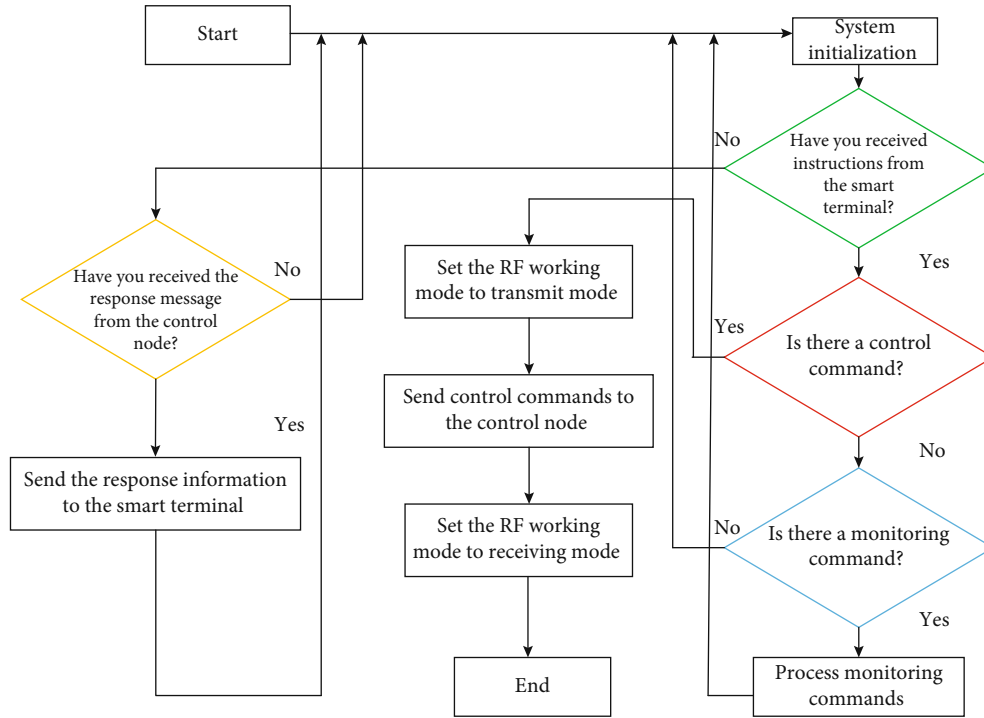 Start
System
initialization
No
Have you received
instructions from
the smart
terminal?
Yes
Have you received the
response message
from the control
node?
No
Yes
Send the response information
to the smart terminal
Set the RF working
mode to transmit mode
Send control commands to
the control node
Set the RF working
mode to receiving mode
End
Yes
Is there a control
command?
No
No
Is there a monitoring
command?
Yes
Process monitoring
commands